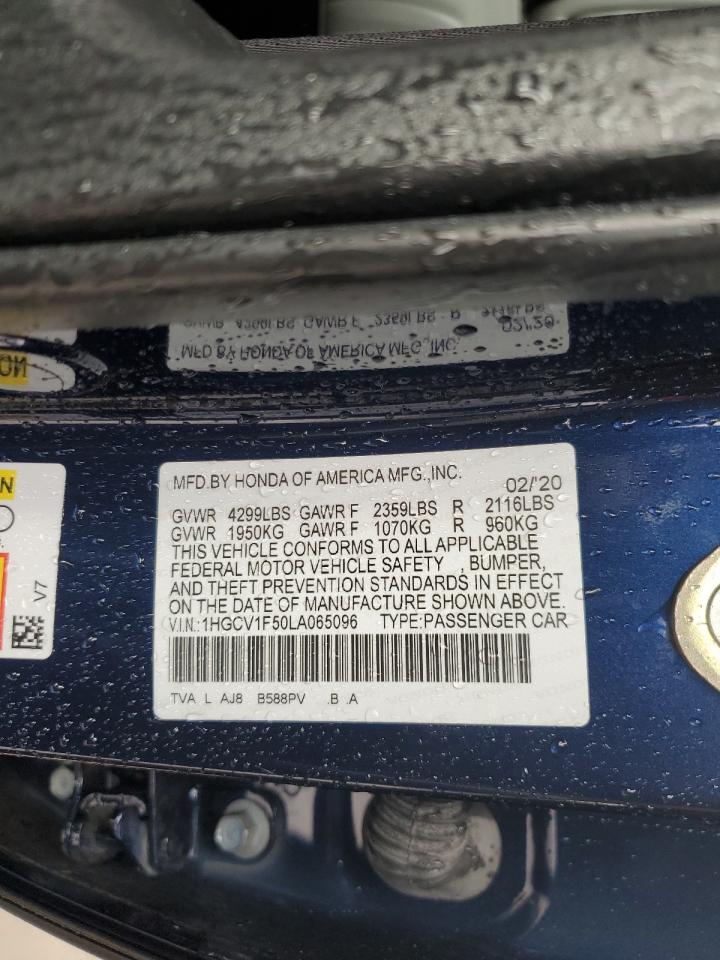 MFD BY HONDA OF AMERICA MFG., INC. 02/'20
ON
MFD. BY HONDA OF AMERICA MFG., INC. 02/'20
GVWR 4299LBS GAWR F 2359LBS R 2116LBS
GVWR 1950KG GAWR F 1070KG R 960KG
THIS VEHICLE CONFORMS TO ALL APPLICABLE
FEDERAL MOTOR VEHICLE SAFETY , BUMPER,
AND THEFT PREVENTION STANDARDS IN EFFECT
ON THE DATE OF MANUFACTURE SHOWN ABOVE.
V.I.N.: 1HGCV1F50LA065096 TYPE:PASSENGER CAR
TVA L AJ8 B588PV .B .A
N
V7